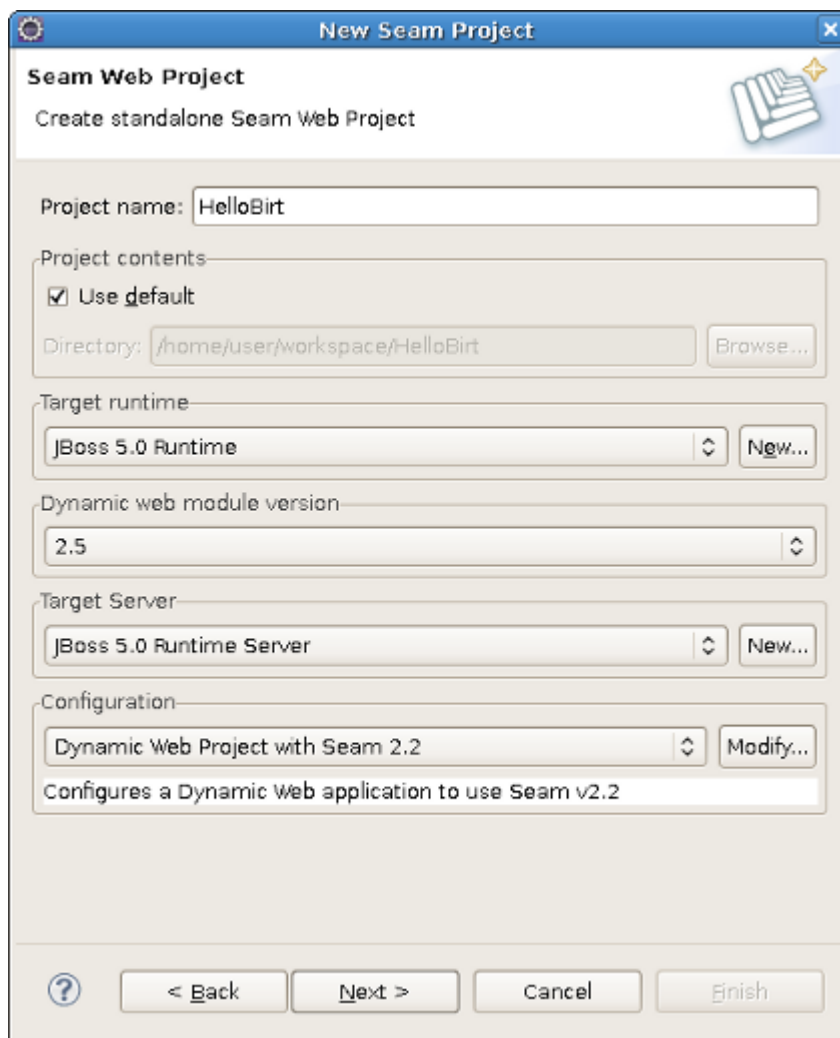 New Seam Project
Seam Web Project
Create standalone Seam Web Project
Project name: HelloBirt
Project contents
Use default
Directory: /home/user/workspace/HelloBirt Browse...
Target runtime
JBoss 5.0 Runtime New...
Dynamic web module version
2.5
Target Server
JBoss 5.0 Runtime Server New...
Configuration
Dynamic Web Project with Seam 2.2 Modify...
Configures a Dynamic Web application to use Seam v2.2
? < Back Next > Cancel Finish